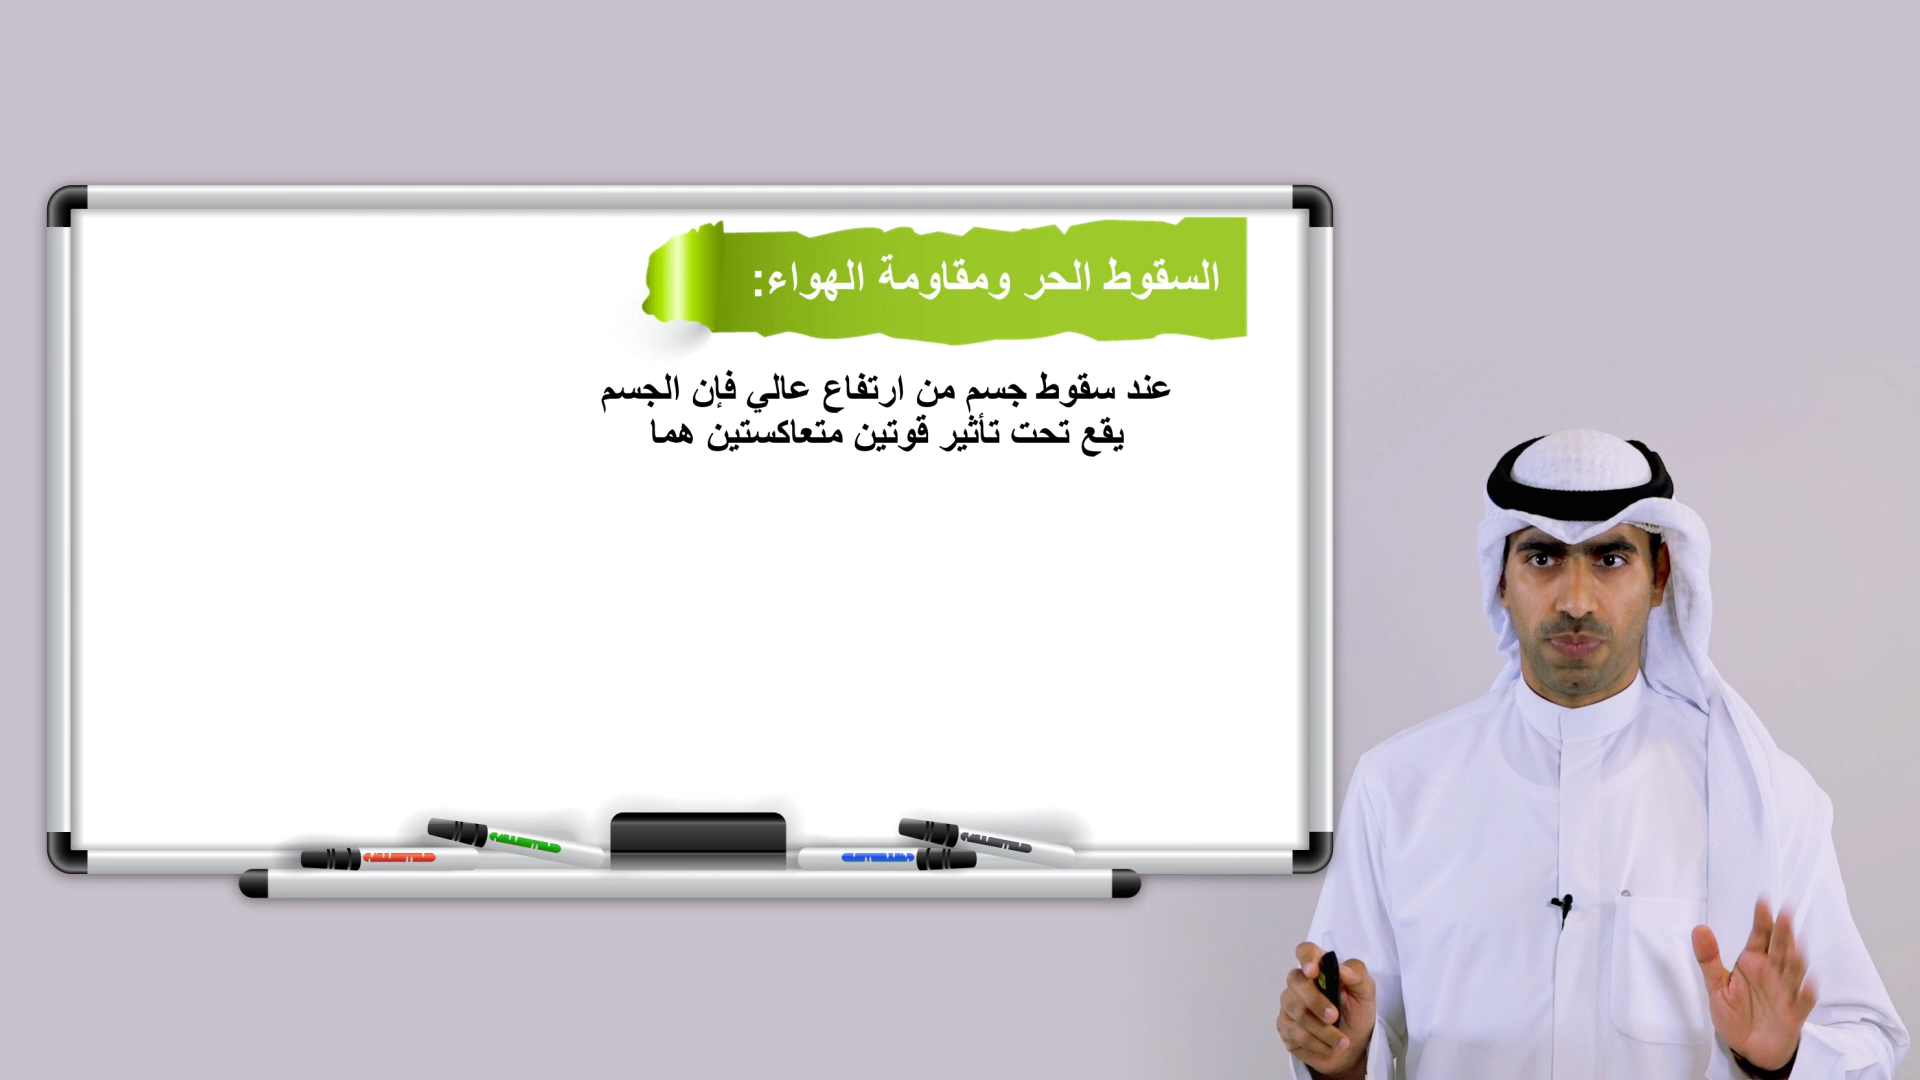 السقوط الحر ومقاومة الهواء:
عند سقوط جسم من ارتفاع عالي فإن الجسم
يقع تحت تأثير قوتين متعاكستين هما